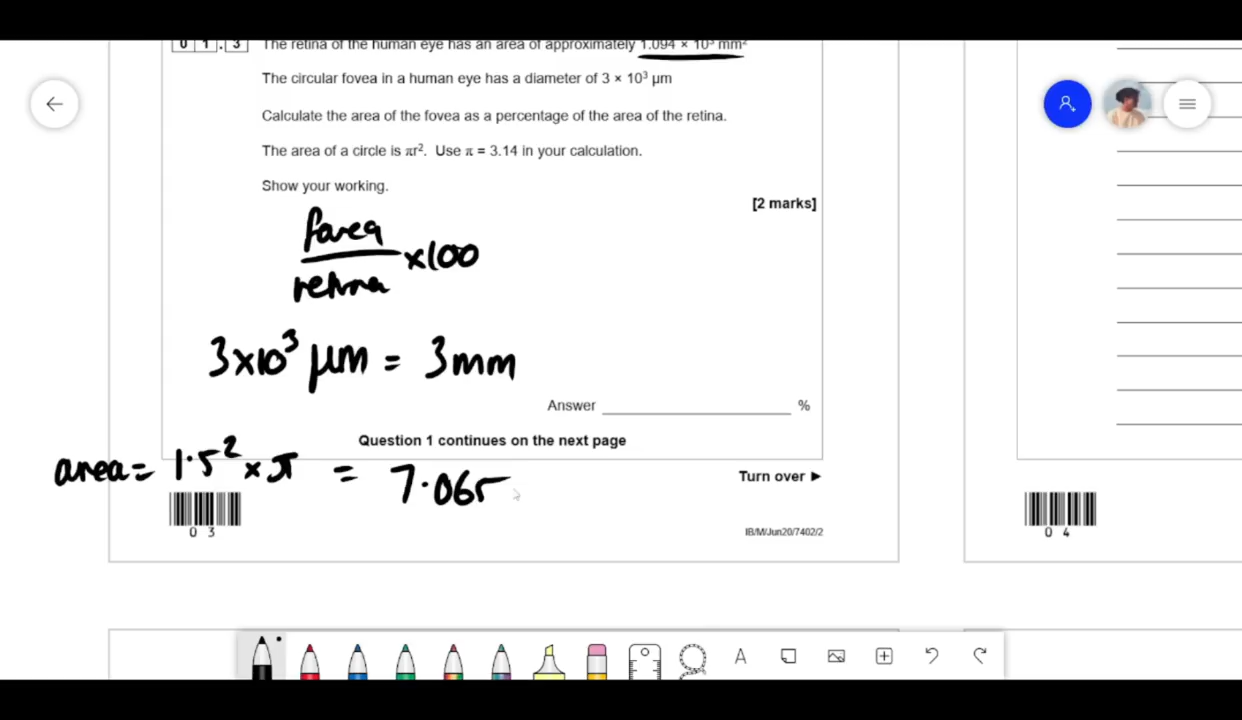 0 1 . 3 The retina of the human eye has an area of approximately 1.094 × 10³ mm²
The circular fovea in a human eye has a diameter of 3 × 10³ μm
Calculate the area of the fovea as a percentage of the area of the retina.
The area of a circle is πr². Use π = 3.14 in your calculation.
Show your working.
[2 marks]
fovea
retina
×100
3×10³ μm = 3mm
Answer ____________ %
Question 1 continues on the next page
area = 1.5² × π = 7.065
Turn over ►
0 3
IB/M/Jun20/7402/2
0 4
A